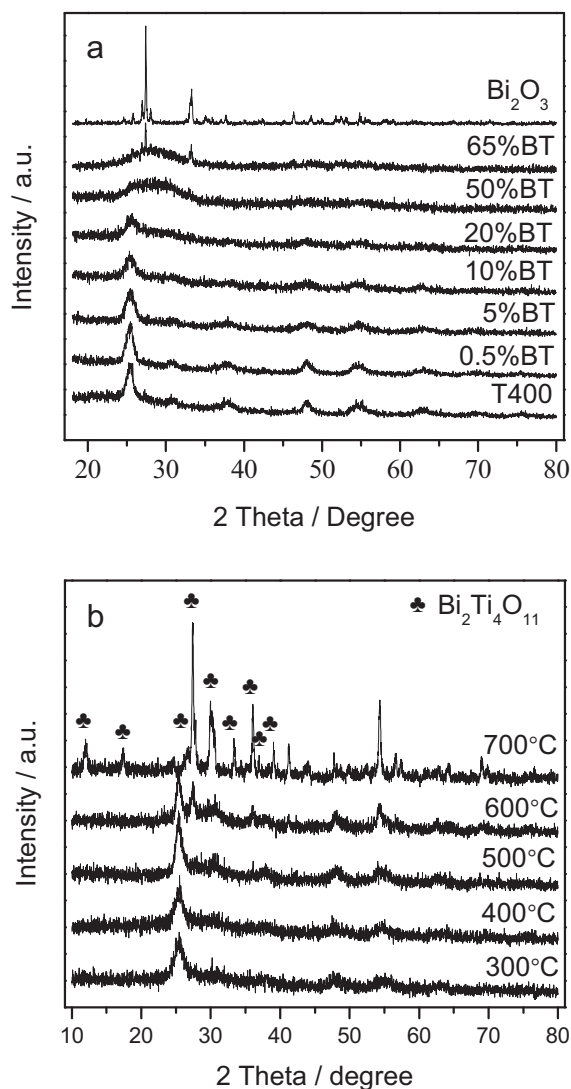 a
Bi₂O₃
65%BT
50%BT
20%BT
10%BT
5%BT
0.5%BT
T400
Intensity / a.u.
20 30 40 50 60 70 80
2 Theta / Degree
b
♣ Bi₂Ti₄O₁₁
700°C
600°C
500°C
400°C
300°C
Intensity / a.u.
10 20 30 40 50 60 70 80
2 Theta / degree